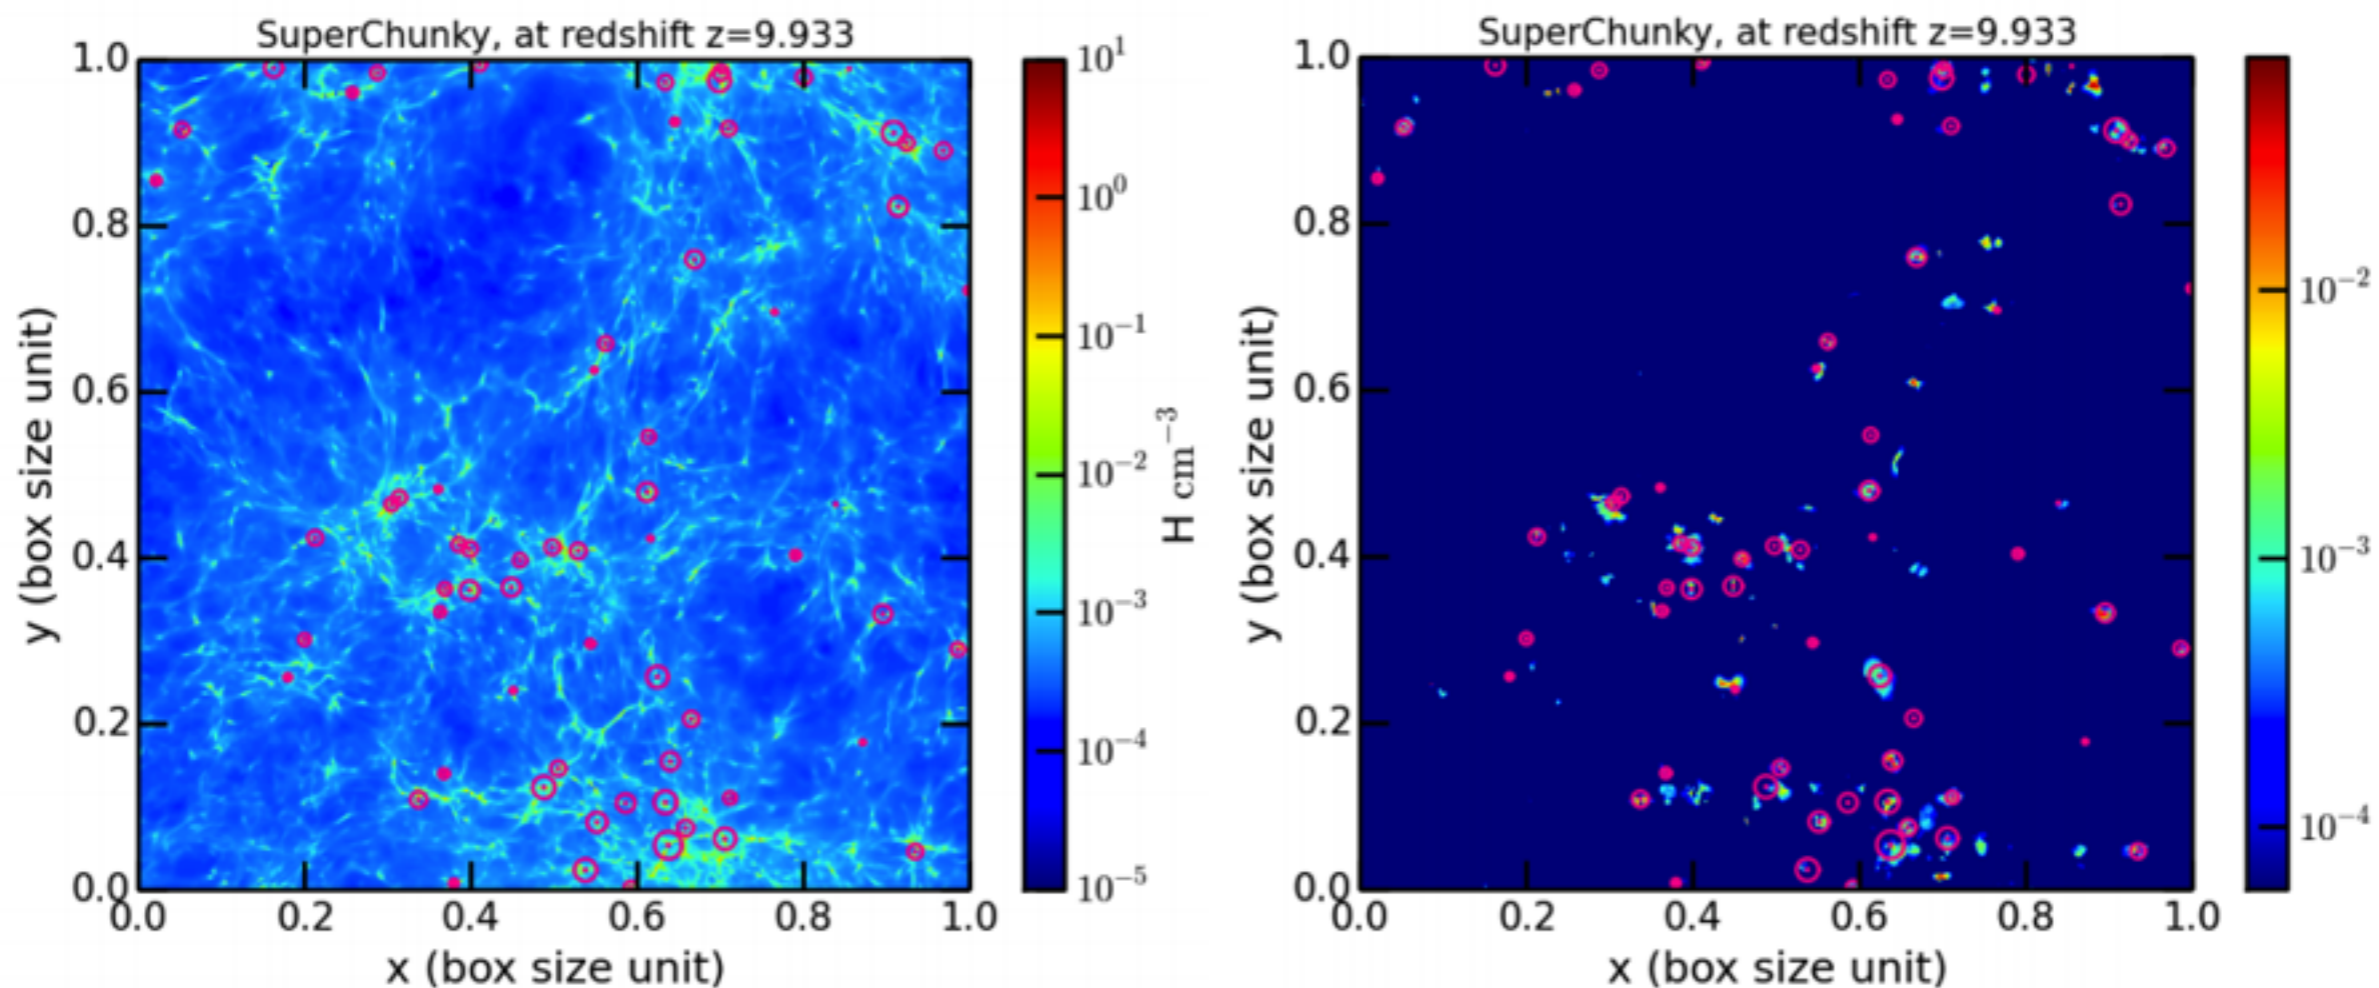 SuperChunky, at redshift z=9.933
1.0
0.8
0.6
0.4
0.2
0.0
y (box size unit)
0.0 0.2 0.4 0.6 0.8 1.0
x (box size unit)
10¹
10⁰
10⁻¹
10⁻²
10⁻³
10⁻⁴
10⁻⁵
H cm⁻³
SuperChunky, at redshift z=9.933
1.0
0.8
0.6
0.4
0.2
0.0
y (box size unit)
0.0 0.2 0.4 0.6 0.8 1.0
x (box size unit)
10⁻²
10⁻³
10⁻⁴